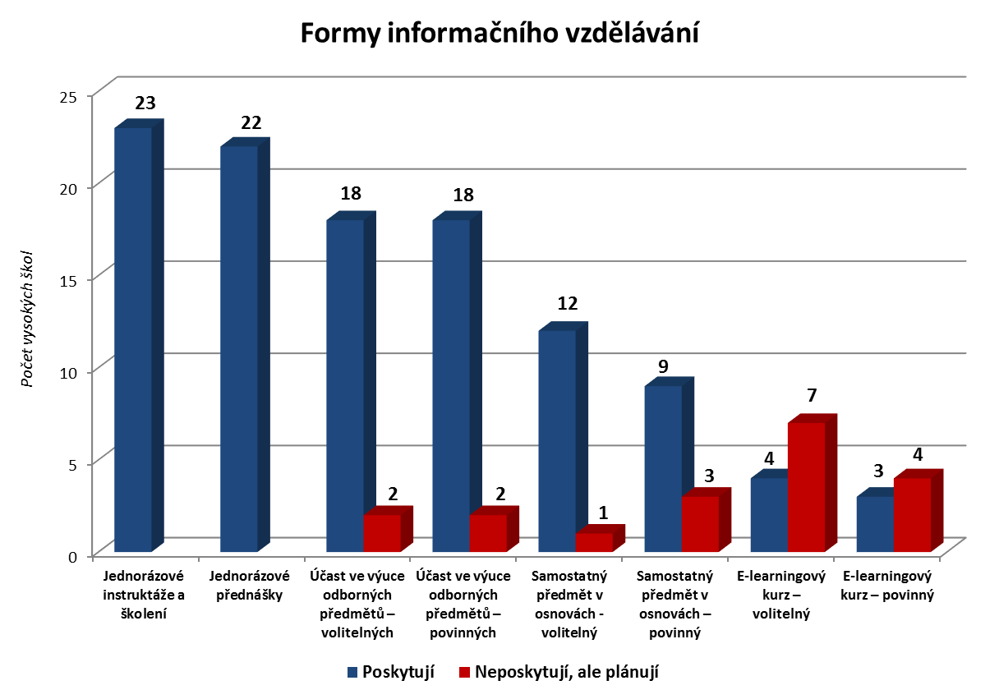 Formy informačního vzdělávání
Počet vysokých škol
25
20
15
10
5
0
23
22
18
2
18
2
12
1
9
3
4
7
3
4
Jednorázové
instruktáže a
školení
Jednorázové
přednášky
Účast ve výuce
odborných
předmětů –
volitelných
Účast ve výuce
odborných
předmětů –
povinných
Samostatný
předmět v
osnovách -
volitelný
Samostatný
předmět v
osnovách –
povinný
E-learningový
kurz –
volitelný
E-learningový
kurz – povinný
Poskytují
Neposkytují, ale plánují